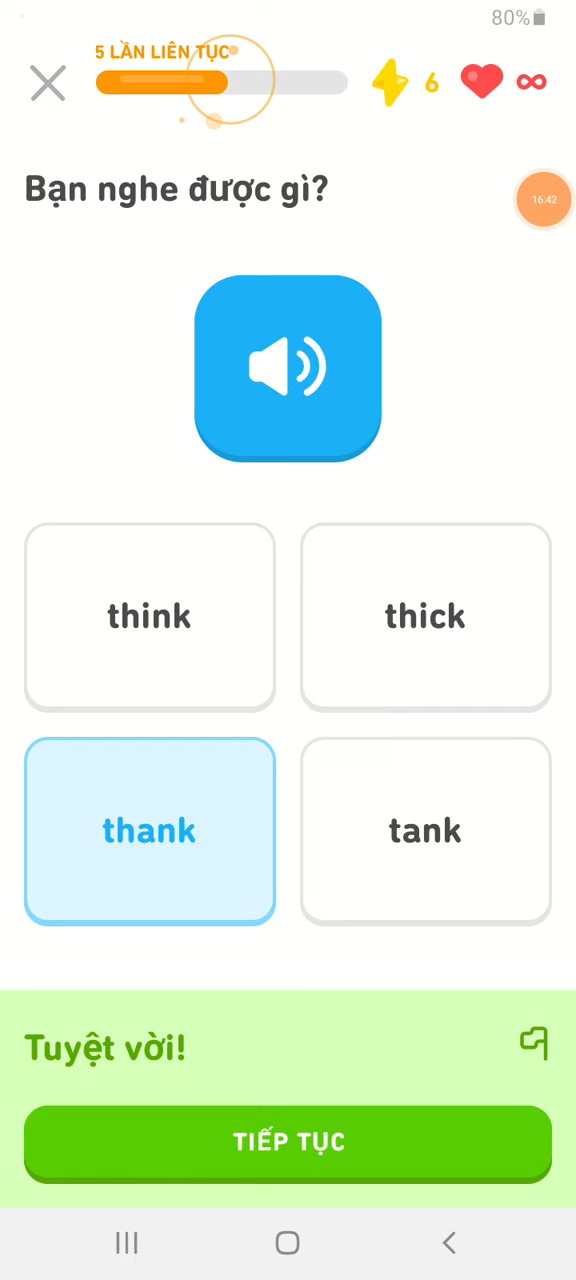 80%
5 LẦN LIÊN TỤC
6
Bạn nghe được gì?
16:42
think
thick
thank
tank
Tuyệt vời!
TIẾP TỤC